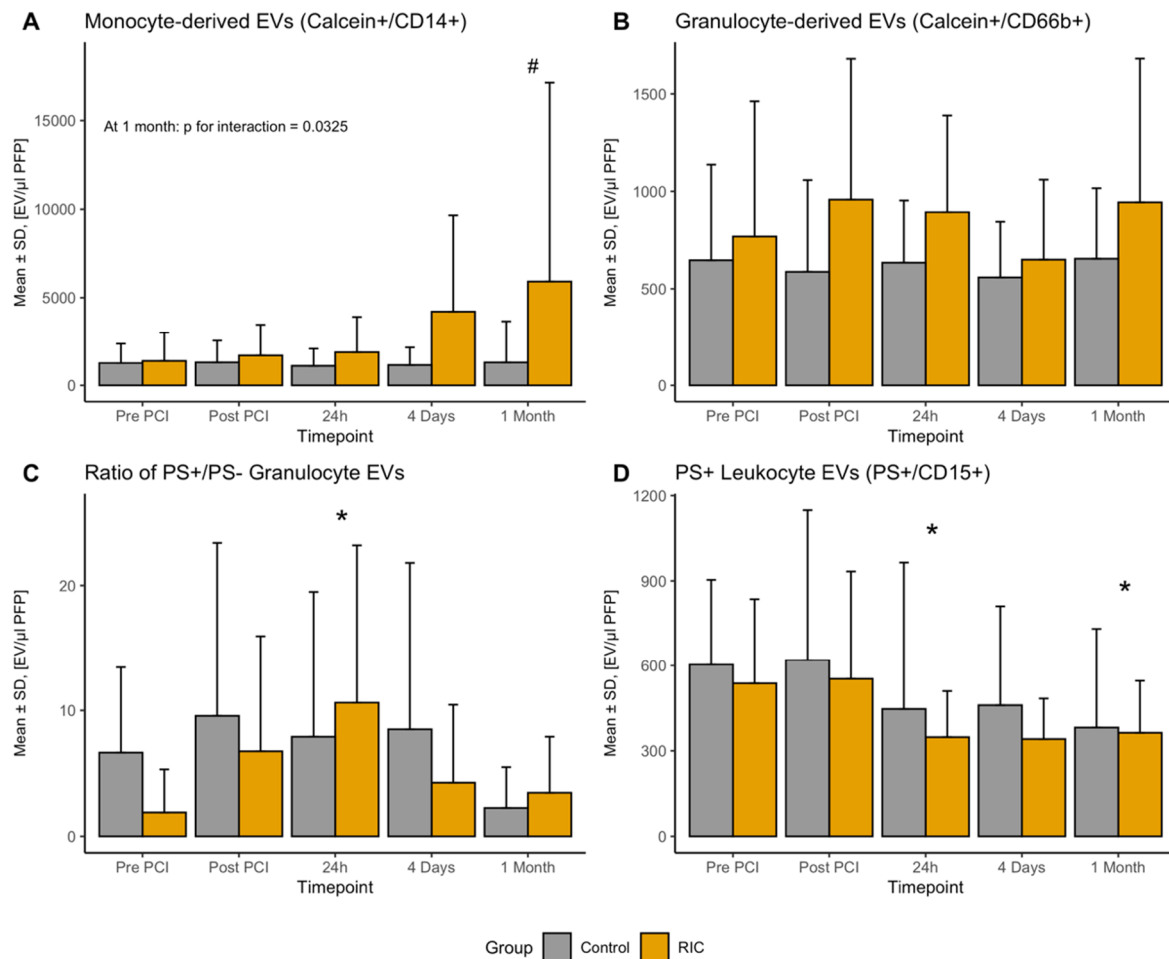 A Monocyte-derived EVs (Calcein+/CD14+)
Mean ± SD, [EV/µl PFP]
15000
10000
5000
0
#
At 1 month: p for interaction = 0.0325
Pre PCI Post PCI 24h 4 Days 1 Month
Timepoint
B Granulocyte-derived EVs (Calcein+/CD66b+)
Mean ± SD, [EV/µl PFP]
1500
1000
500
0
Pre PCI Post PCI 24h 4 Days 1 Month
Timepoint
C Ratio of PS+/PS- Granulocyte EVs
Mean ± SD, [EV/µl PFP]
20
10
0
*
Pre PCI Post PCI 24h 4 Days 1 Month
Timepoint
D PS+ Leukocyte EVs (PS+/CD15+)
Mean ± SD, [EV/µl PFP]
1200
900
600
300
0
* *
Pre PCI Post PCI 24h 4 Days 1 Month
Timepoint
Group Control RIC